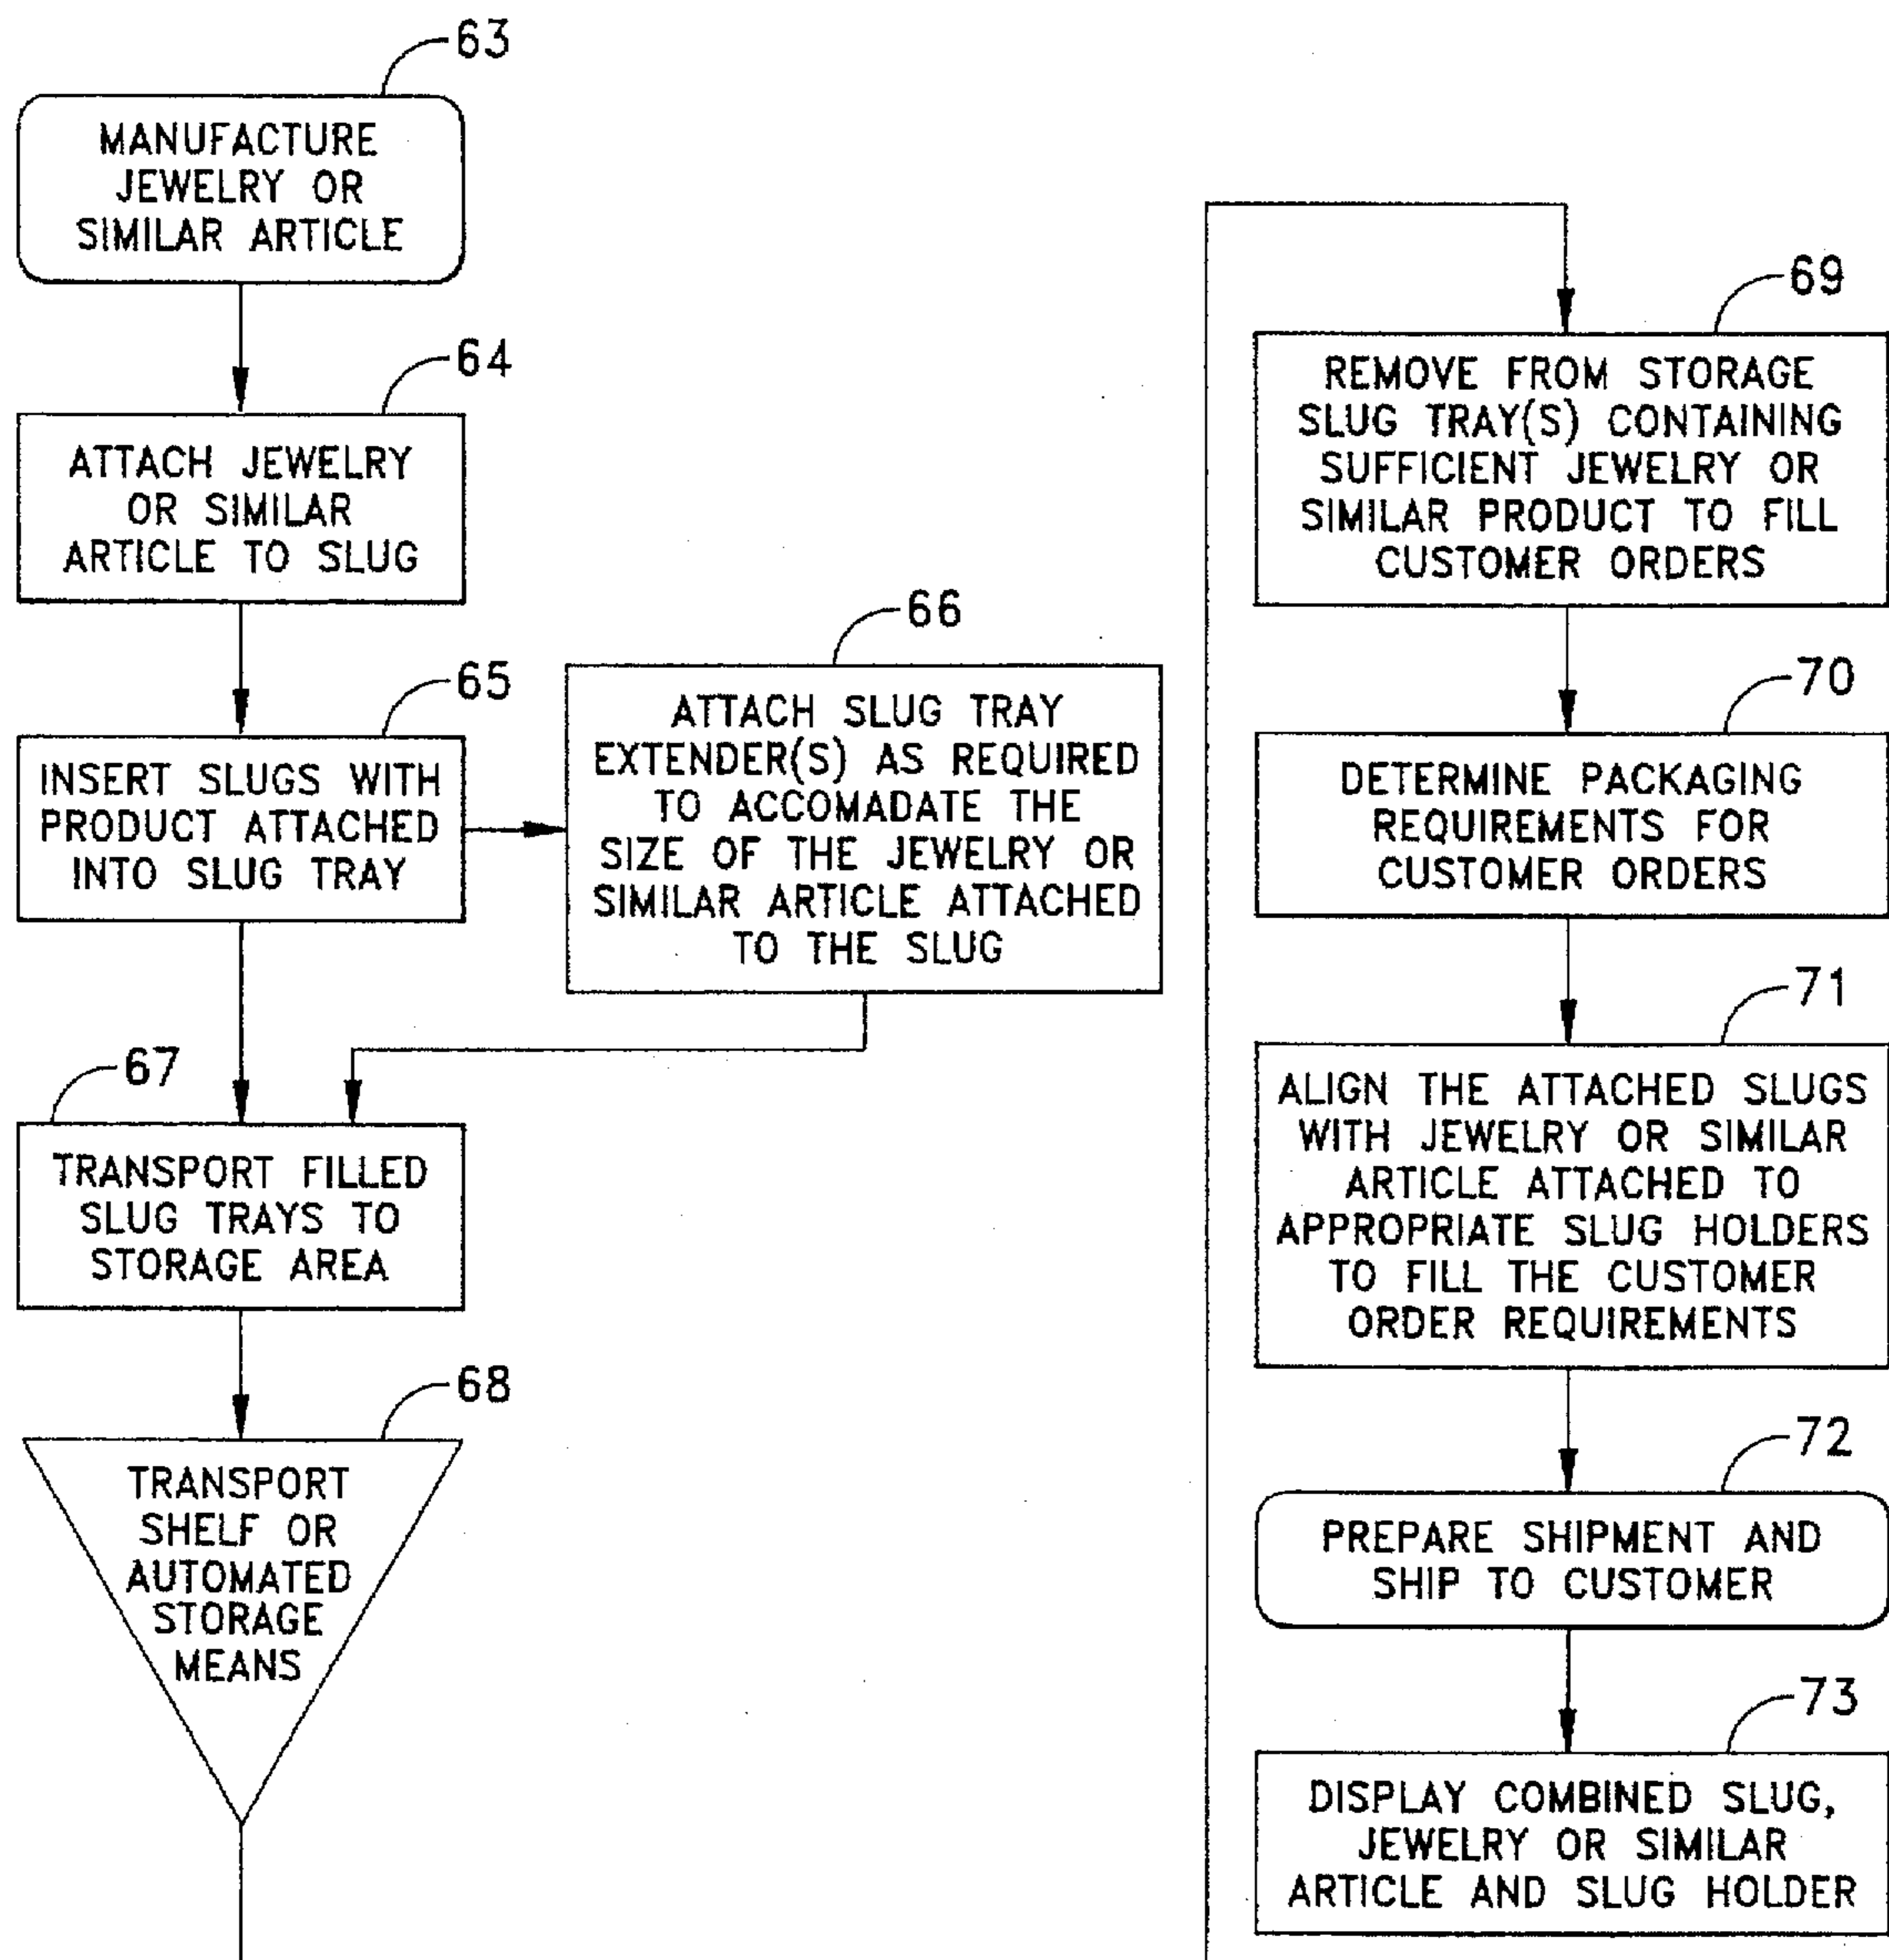 63
MANUFACTURE
JEWELRY OR
SIMILAR ARTICLE
64
ATTACH JEWELRY
OR SIMILAR
ARTICLE TO SLUG
65
INSERT SLUGS WITH
PRODUCT ATTACHED
INTO SLUG TRAY
66
ATTACH SLUG TRAY
EXTENDER(S) AS REQUIRED
TO ACCOMADATE THE
SIZE OF THE JEWELRY OR
SIMILAR ARTICLE ATTACHED
TO THE SLUG
67
TRANSPORT FILLED
SLUG TRAYS TO
STORAGE AREA
68
TRANSPORT
SHELF OR
AUTOMATED
STORAGE
MEANS
69
REMOVE FROM STORAGE
SLUG TRAY(S) CONTAINING
SUFFICIENT JEWELRY OR
SIMILAR PRODUCT TO FILL
CUSTOMER ORDERS
70
DETERMINE PACKAGING
REQUIREMENTS FOR
CUSTOMER ORDERS
71
ALIGN THE ATTACHED SLUGS
WITH JEWELRY OR SIMILAR
ARTICLE ATTACHED TO
APPROPRIATE SLUG HOLDERS
TO FILL THE CUSTOMER
ORDER REQUIREMENTS
72
PREPARE SHIPMENT AND
SHIP TO CUSTOMER
73
DISPLAY COMBINED SLUG,
JEWELRY OR SIMILAR
ARTICLE AND SLUG HOLDER